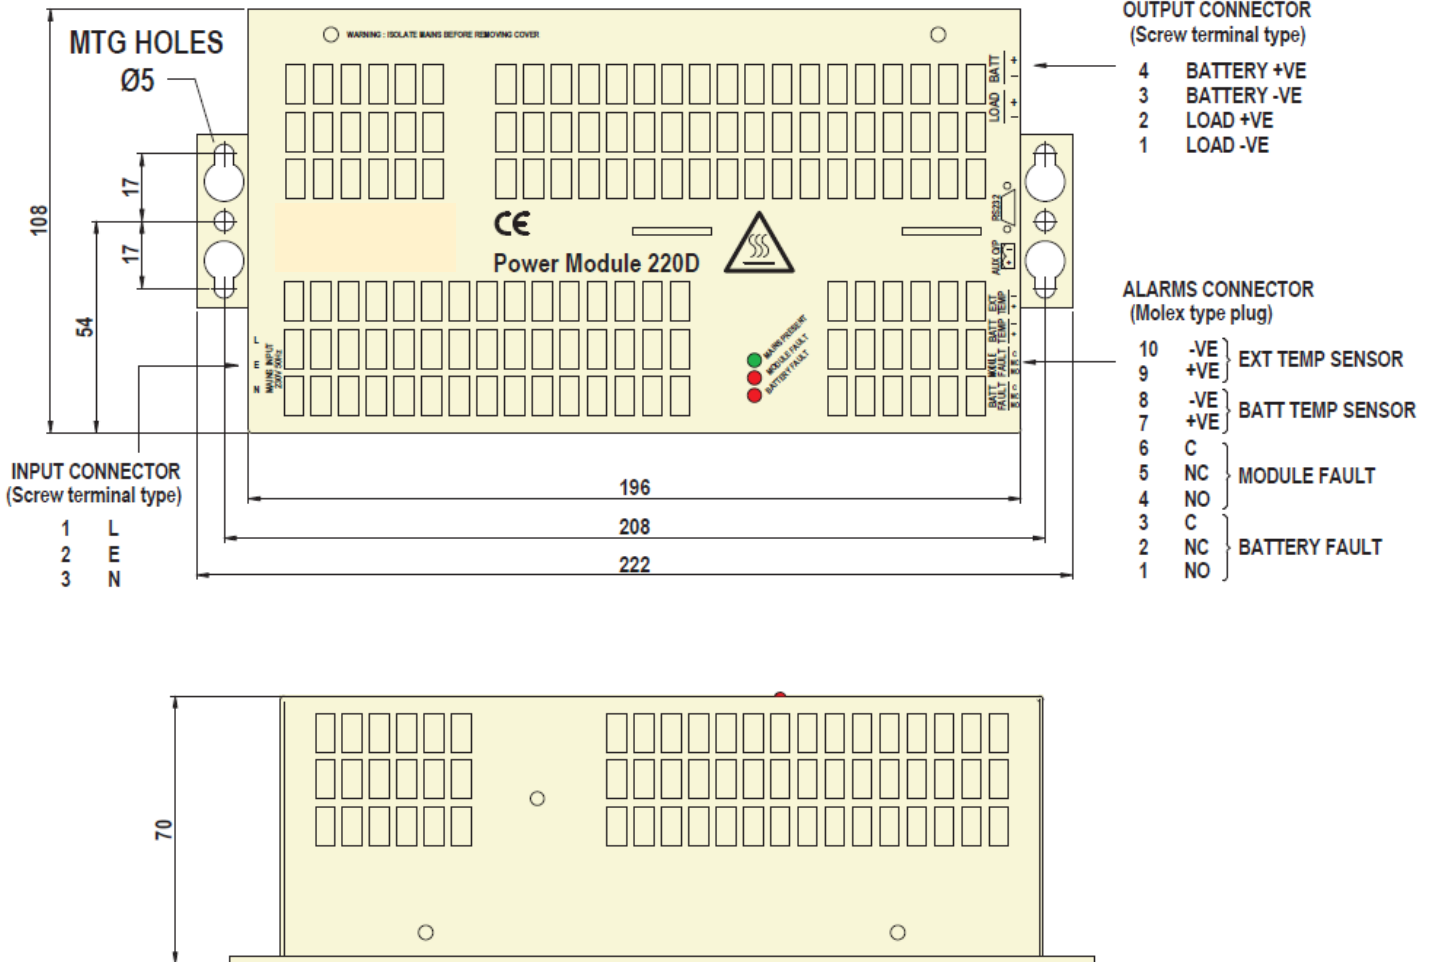 OUTPUT CONNECTOR
(Screw terminal type)
4 BATTERY +VE
3 BATTERY -VE
2 LOAD +VE
1 LOAD -VE
MTG HOLES
Ø5
WARNING : ISOLATE MAINS BEFORE REMOVING COVER
BATT + -
LOAD + -
108
17
17
54
RS232
AUX O/P
+ -
CE
Power Module 220D
L
E
N
MAINS INPUT
230V 50Hz
MAINS PRESENT
MODULE FAULT
BATTERY FAULT
EXT TEMP + -
BATT TEMP + -
MODULE FAULT
BATT FAULT
ALARMS CONNECTOR
(Molex type plug)
10 -VE
9 +VE
EXT TEMP SENSOR
8 -VE
7 +VE
BATT TEMP SENSOR
6 C
5 NC
4 NO
MODULE FAULT
3 C
2 NC
1 NO
BATTERY FAULT
INPUT CONNECTOR
(Screw terminal type)
1 L
2 E
3 N
196
208
222
70